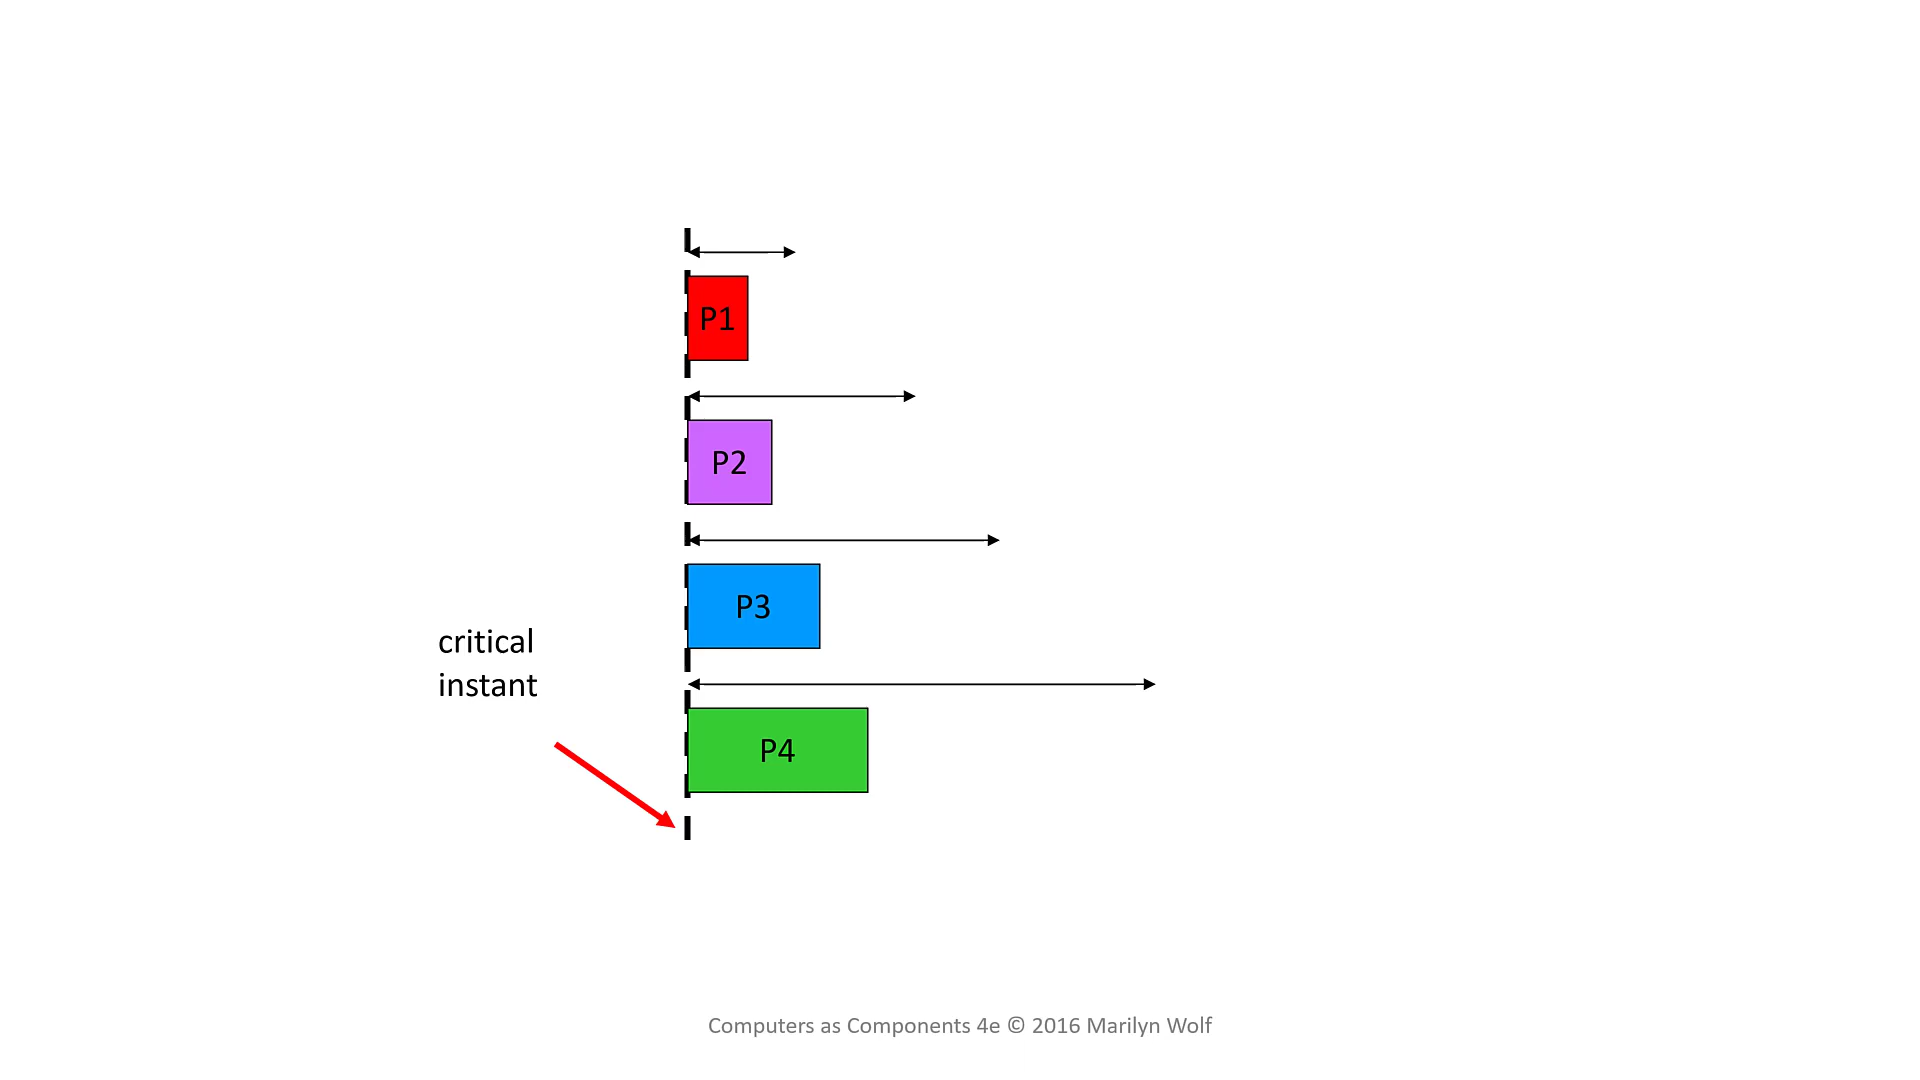 P1
P2
P3
critical
instant
P4
Computers as Components 4e © 2016 Marilyn Wolf